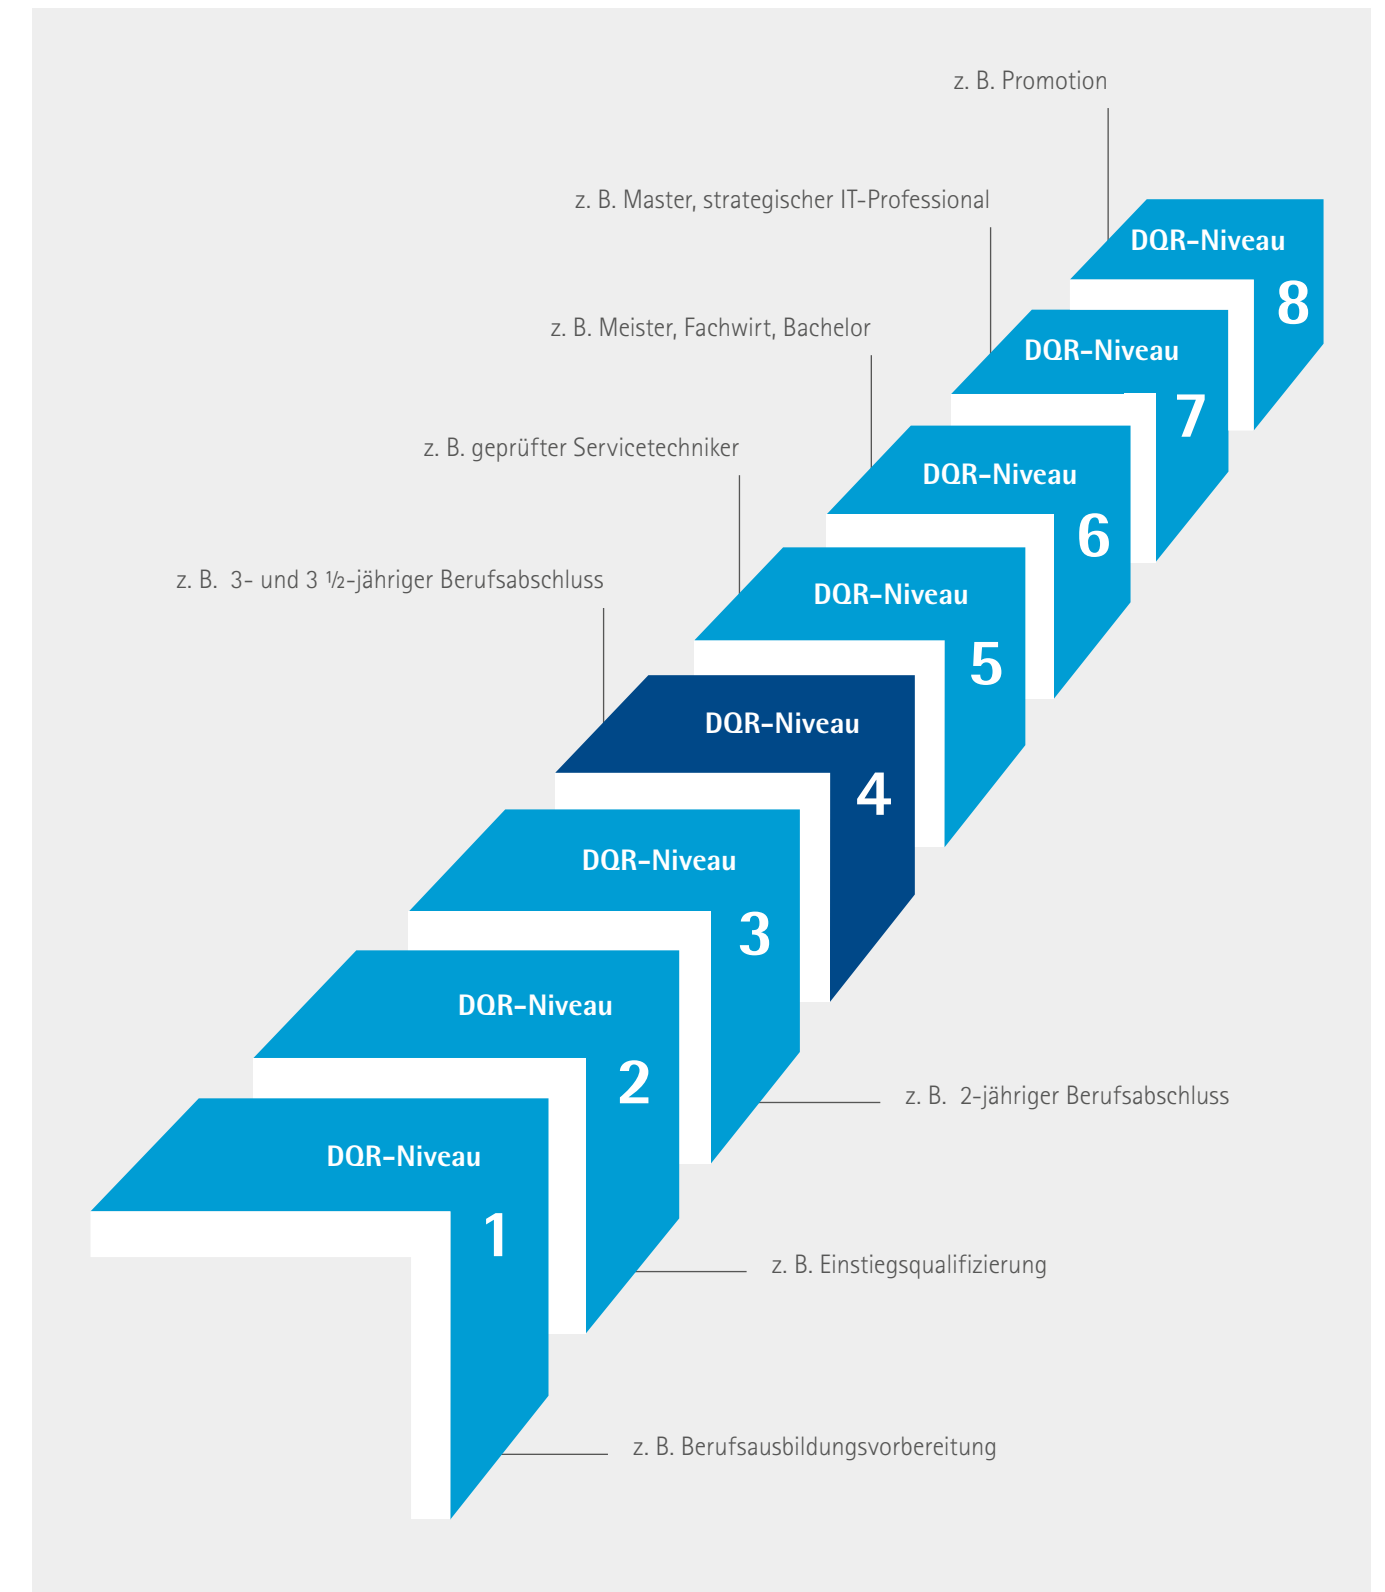 z. B. Promotion
z. B. Master, strategischer IT-Professional
DQR-Niveau
8
z. B. Meister, Fachwirt, Bachelor
DQR-Niveau
7
z. B. geprüfter Servicetechniker
DQR-Niveau
6
z. B. 3- und 3 ½-jähriger Berufsabschluss
DQR-Niveau
5
DQR-Niveau
4
DQR-Niveau
3
DQR-Niveau
2
z. B. 2-jähriger Berufsabschluss
DQR-Niveau
1
z. B. Einstiegsqualifizierung
z. B. Berufsausbildungsvorbereitung